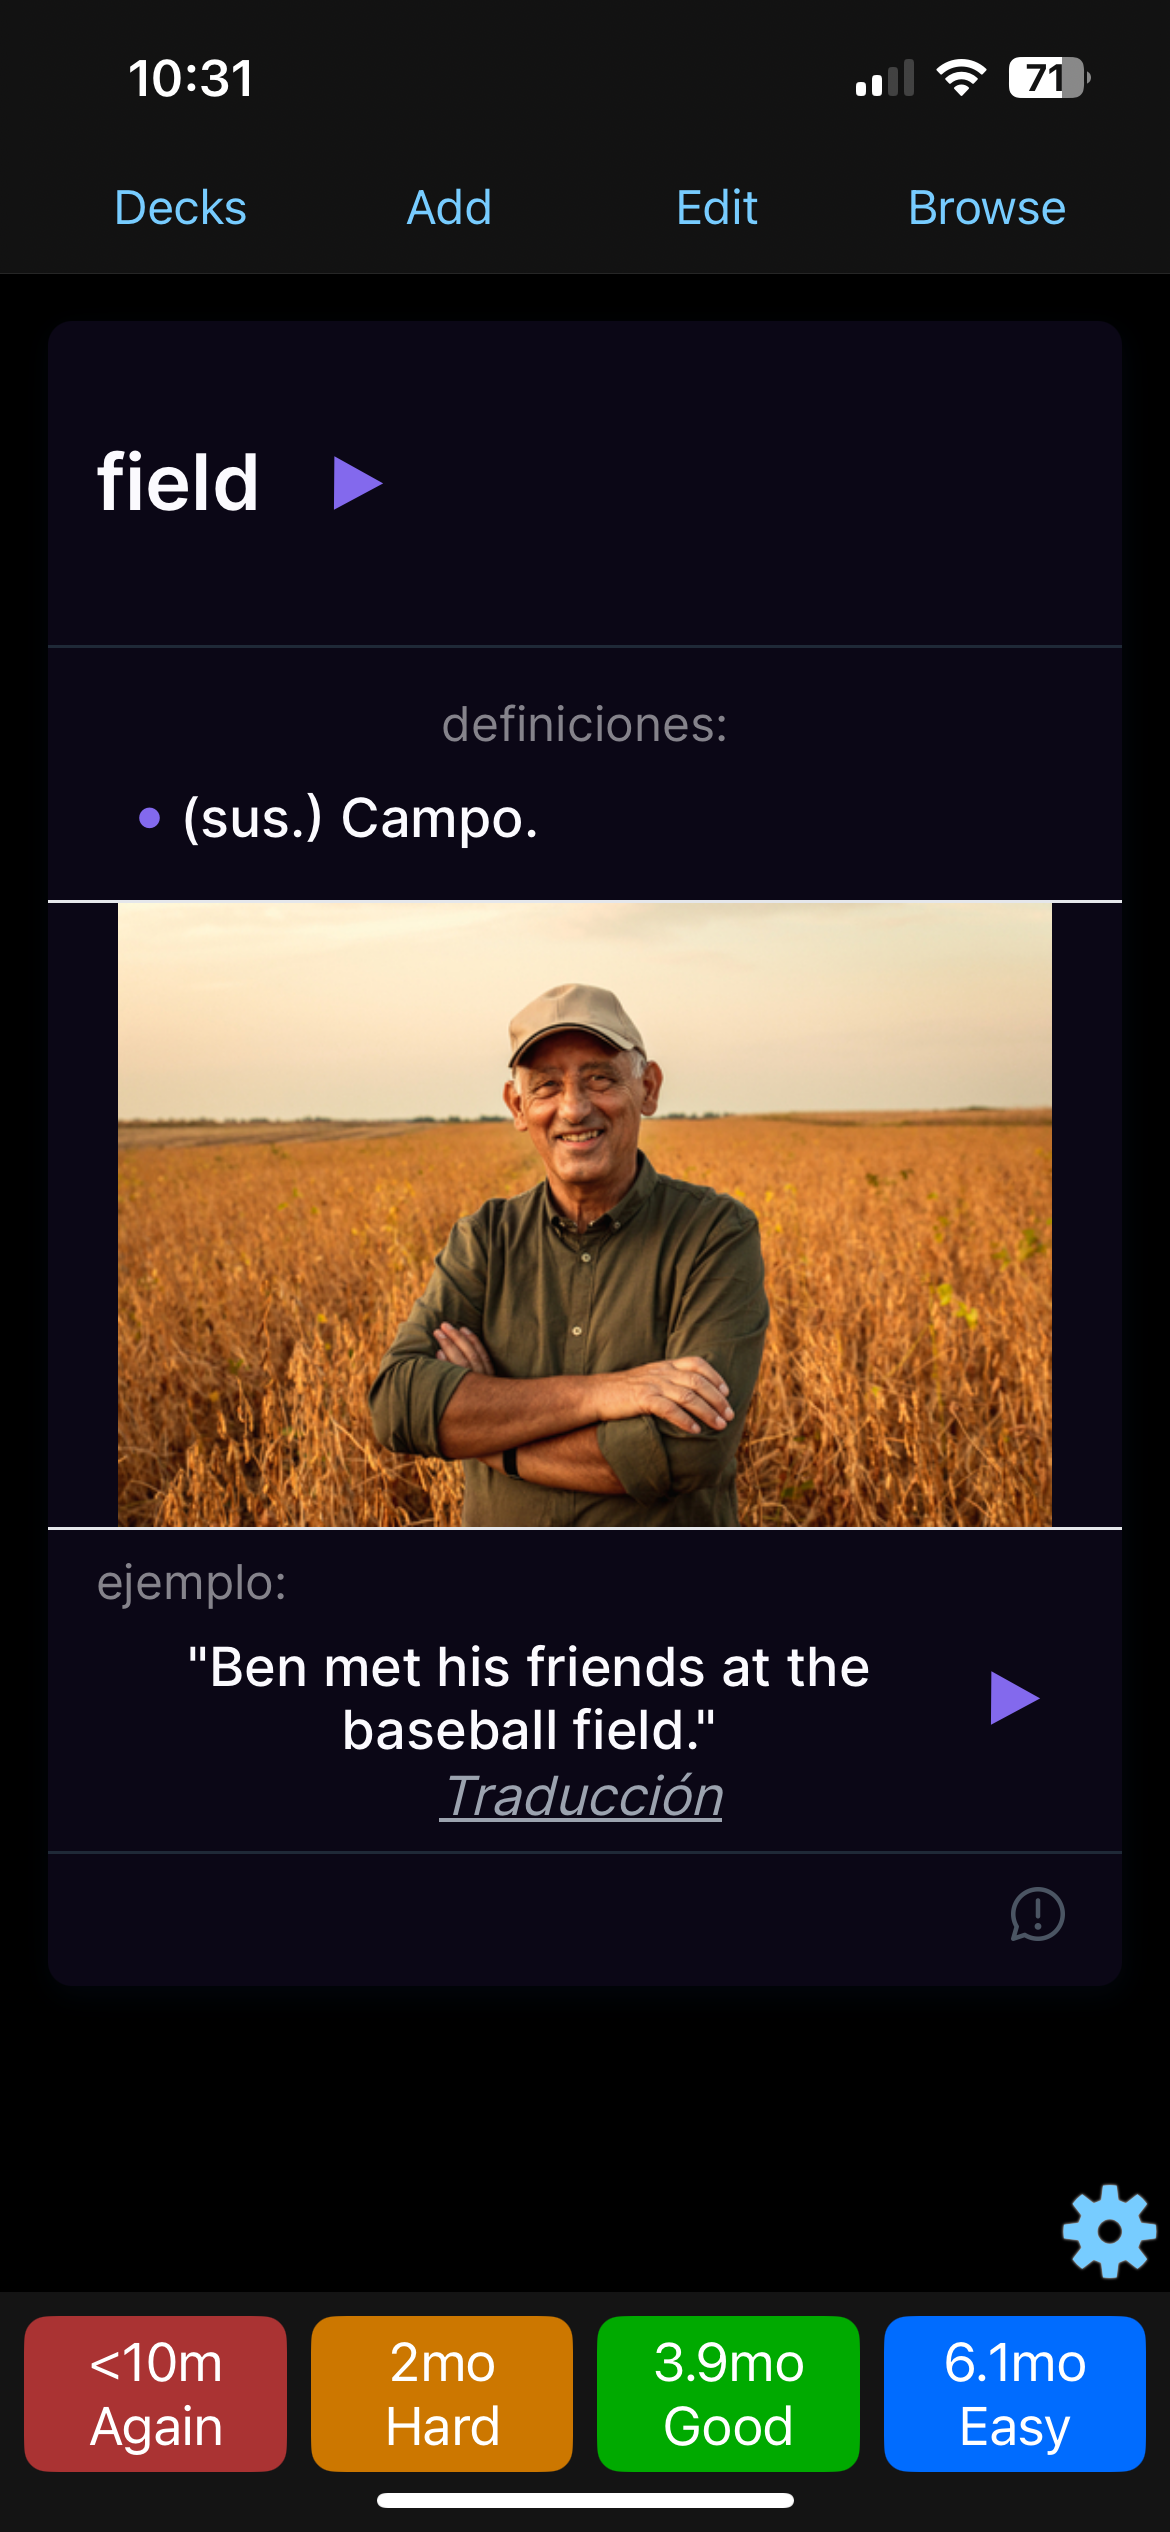 10:31
71
Decks Add Edit Browse
field
definiciones:
(sus.) Campo.
ejemplo:
"Ben met his friends at the
baseball field."
Traducción
<10m 2mo 3.9mo 6.1mo
Again Hard Good Easy